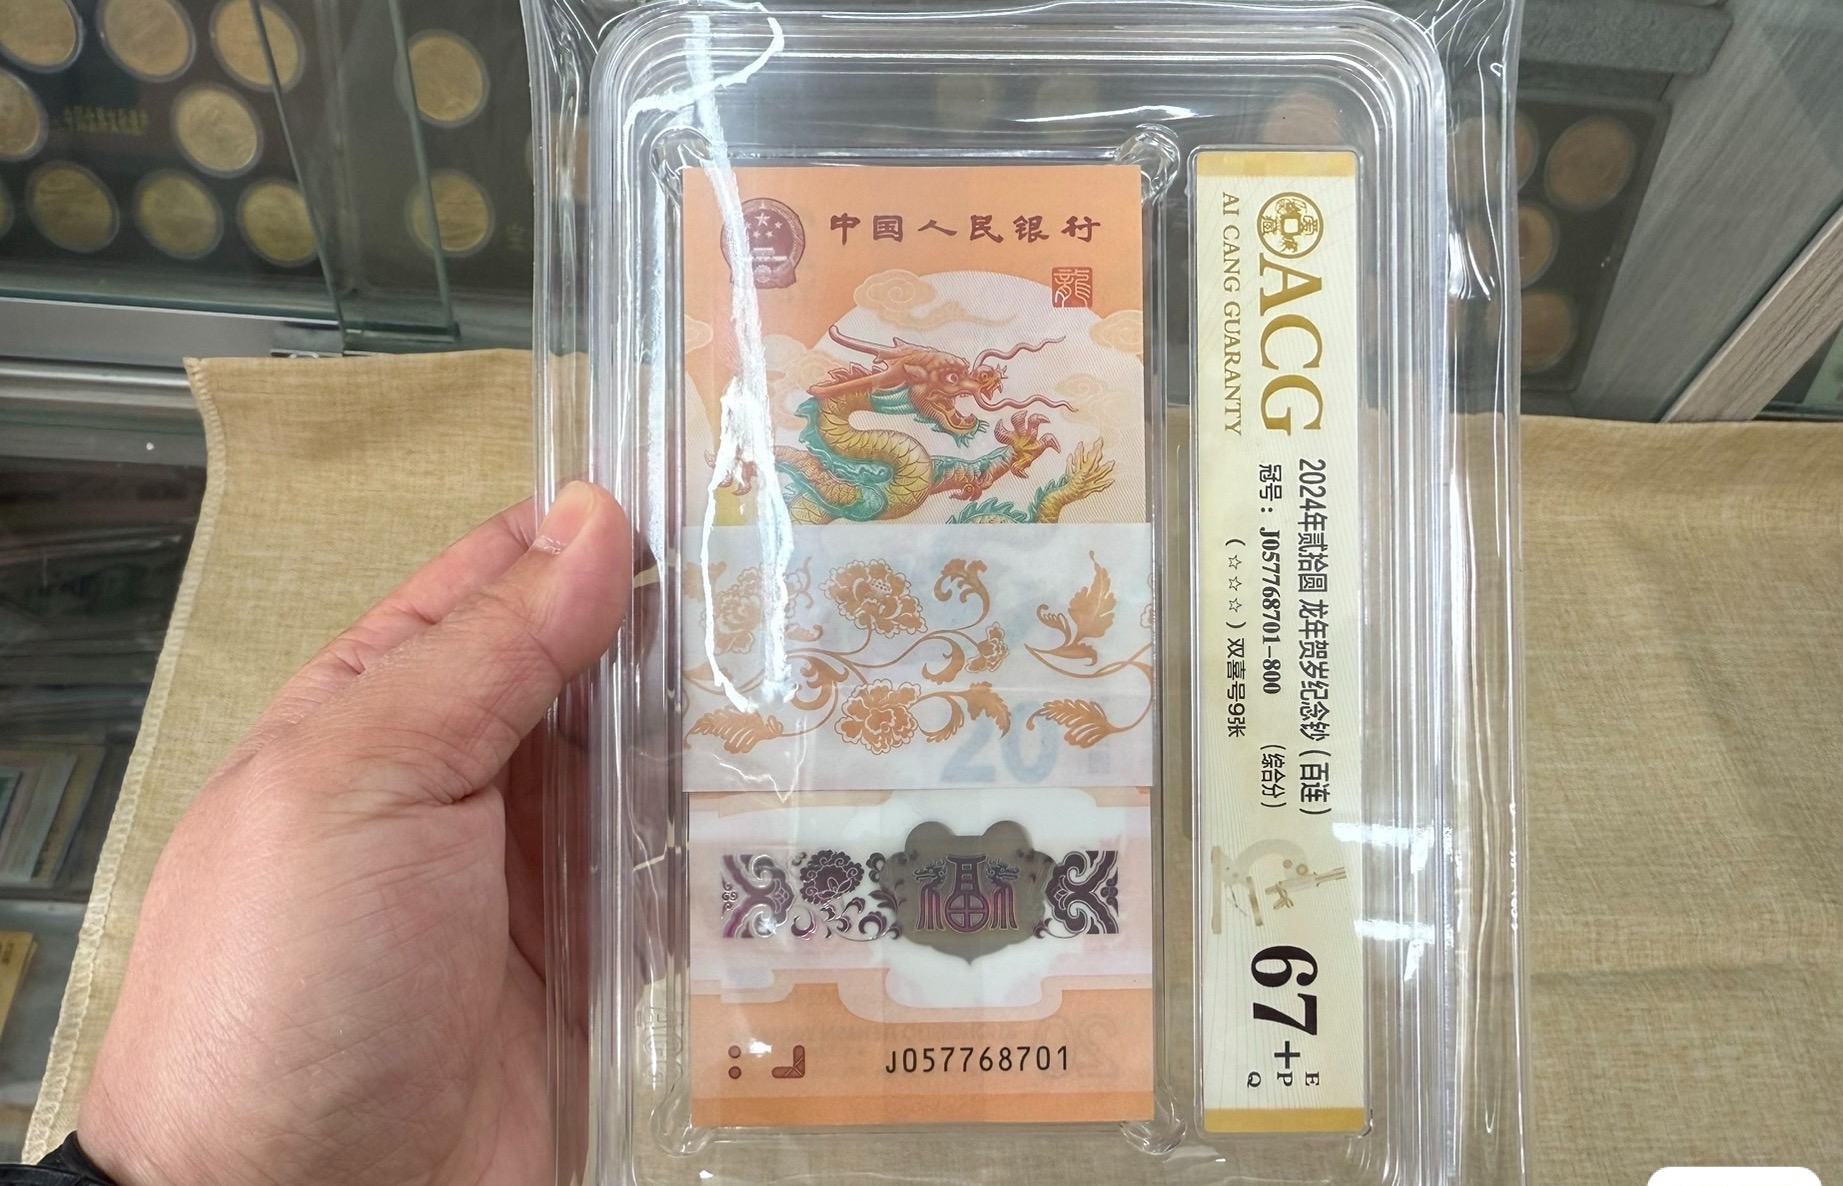 中国人民银行
龍
20
J057768701
ACG
AI CANG GUARANTY
2024年贰拾圆 龙年贺岁纪念钞（百连）
冠号：J057768701-800 （综合分）
（☆☆☆）双喜号9张
67+
E
P
Q